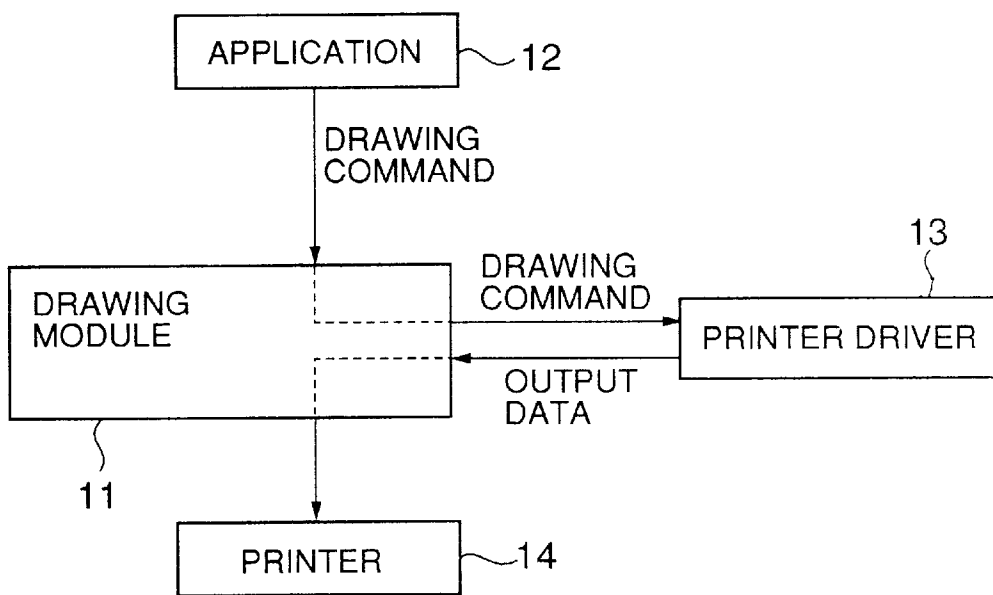 APPLICATION
12
DRAWING
COMMAND
13
DRAWING
MODULE
DRAWING
COMMAND
PRINTER DRIVER
OUTPUT
DATA
11
PRINTER
14